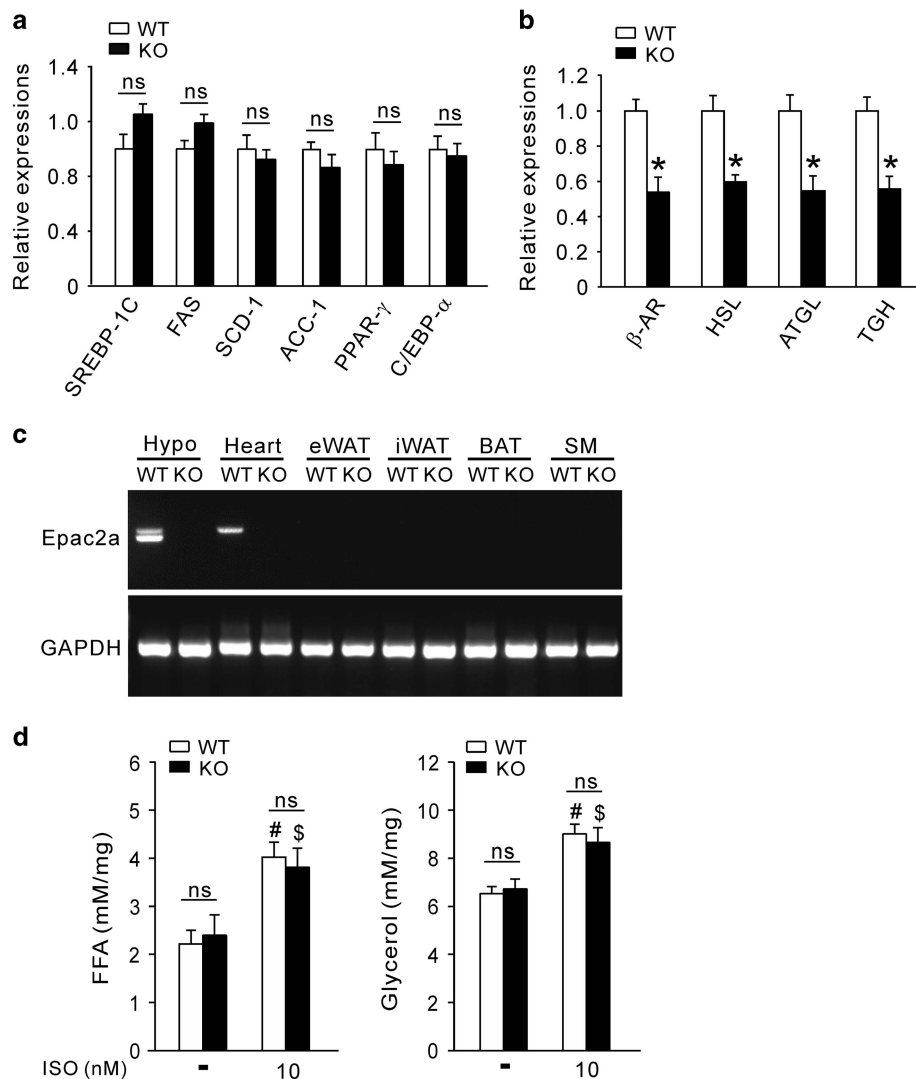 a
WT
KO
Relative expressions
1.4
1.0
0.8
0.4
0
ns ns ns ns ns ns
SREBP-1C FAS SCD-1 ACC-1 PPAR-γ C/EBP-α
b
WT
KO
Relative expressions
1.2
1.0
0.8
0.6
0.4
0.2
0.0
* * * *
β-AR HSL ATGL TGH
c
Hypo Heart eWAT iWAT BAT SM
WT KO WT KO WT KO WT KO WT KO WT KO
Epac2a
GAPDH
d
WT
KO
FFA (mM/mg)
6
5
4
3
2
1
0
ns
ns
# $
ISO (nM) - 10
WT
KO
Glycerol (mM/mg)
12
10
8
6
4
2
0
ns
ns
# $
- 10